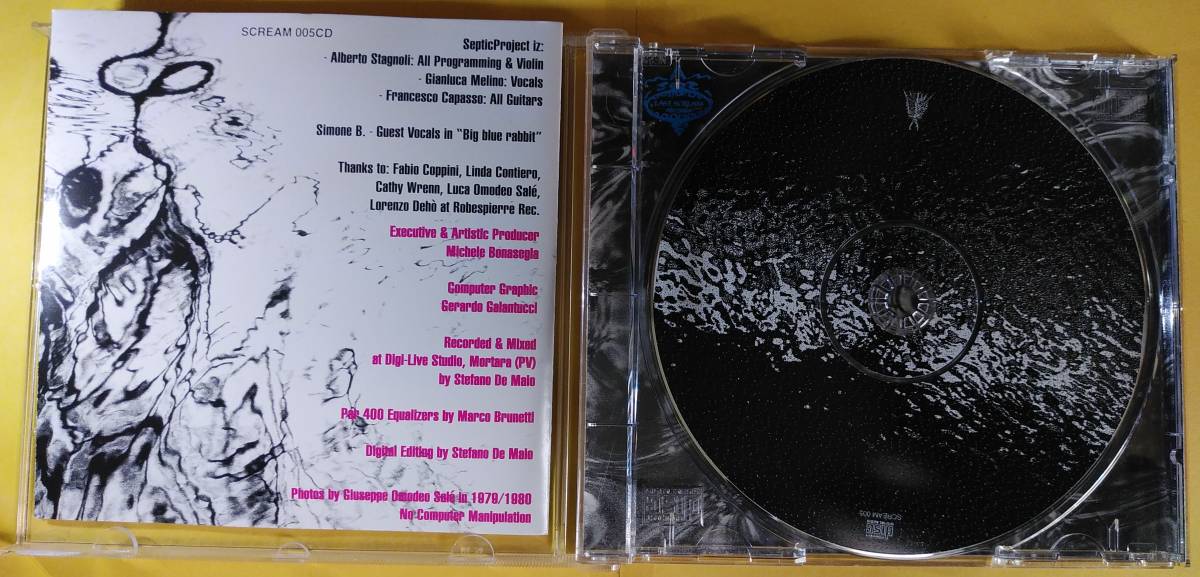 SCREAM 005CD
SepticProject iz:
- Alberto Stagnoli: All Programming & Violin
- Gianluca Melino: Vocals
- Francesco Capasso: All Guitars
Simone B. - Guest Vocals in "Big blue rabbit"
Thanks to: Fabio Coppini, Linda Contiero,
Cathy Wrenn, Luca Omodeo Salé,
Lorenzo Dehò at Robespierre Rec.
Executive & Artistic Producer
Michele Bonasegla
Computer Graphic
Gerardo Galantucci
Recorded & Mixed
at Digi-Live Studio, Mortara (PV)
by Stefano De Maio
Par 400 Equalizers by Marco Brunetti
Digital Editing by Stefano De Maio
Photos by Giuseppe Omodeo Salé in 1979/1980
No Computer Manipulation
LAST SCREAM
SCREAM 005